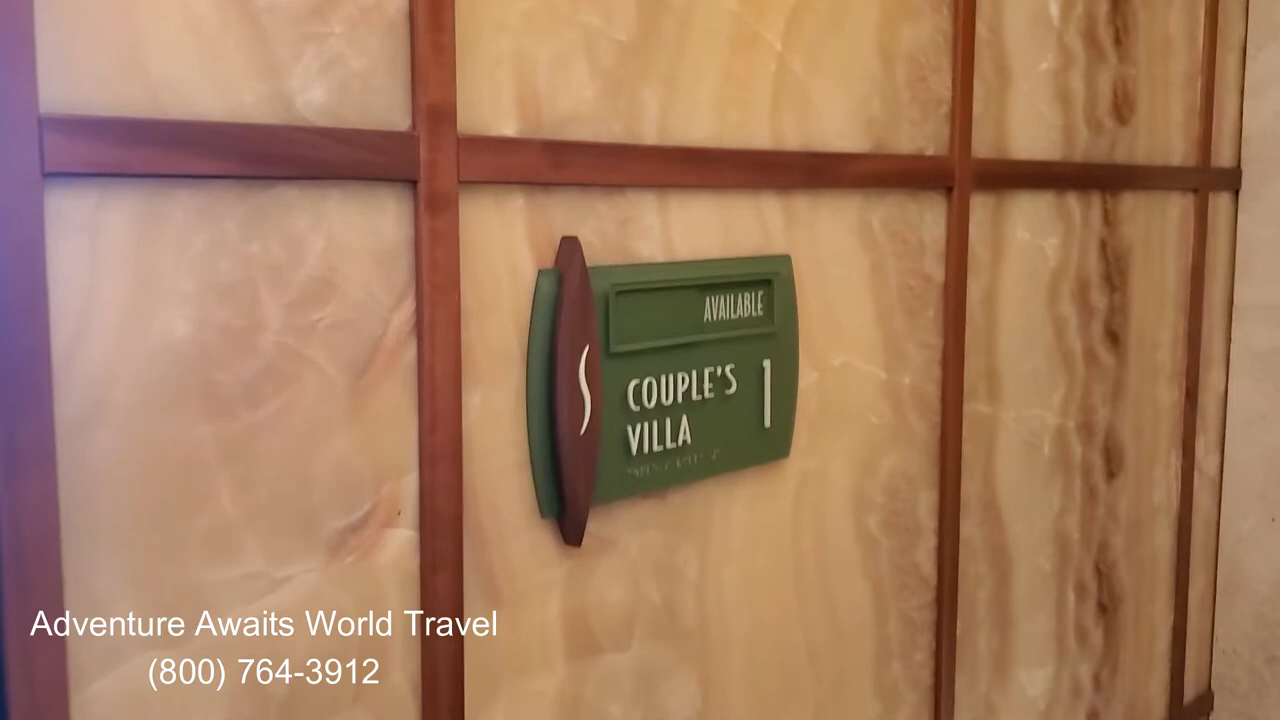 AVAILABLE
COUPLE'S
VILLA
1
Adventure Awaits World Travel
(800) 764-3912